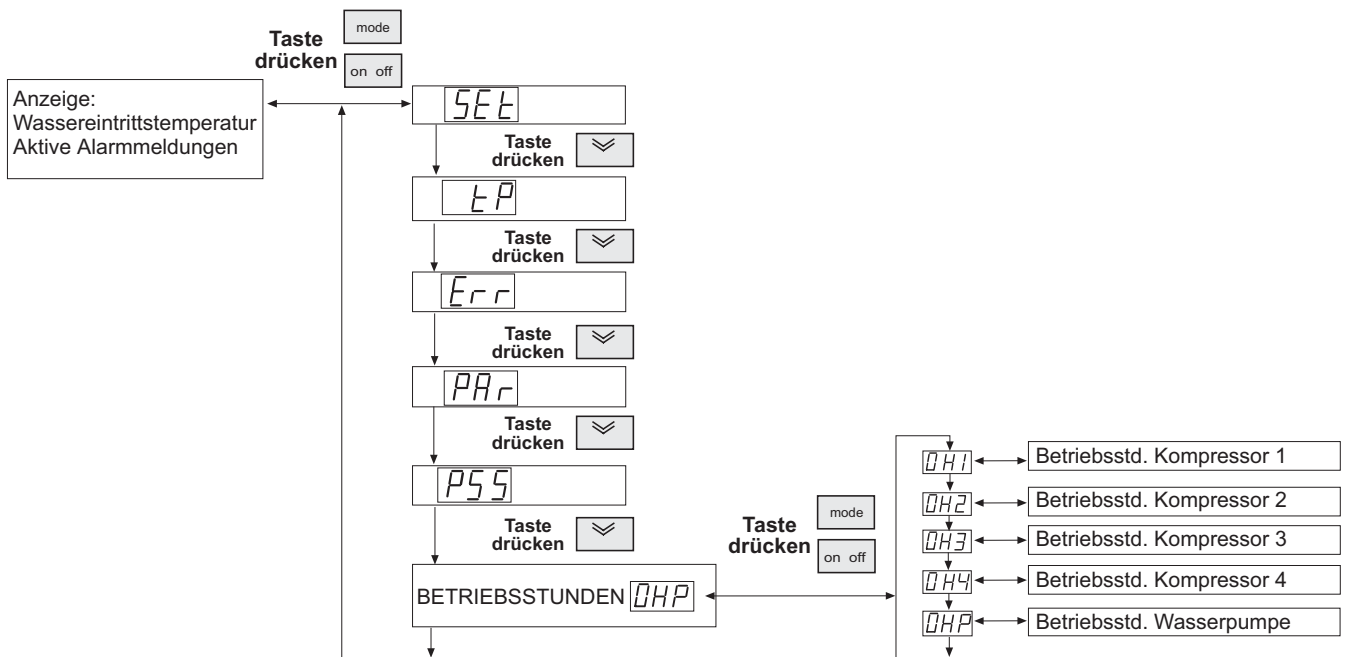 Taste
drücken
mode
on off
Anzeige:
Wassereintrittstemperatur
Aktive Alarmmeldungen
SEt
Taste
drücken
tP
Taste
drücken
Err
Taste
drücken
PAr
Taste
drücken
PSS
Taste
drücken
BETRIEBSSTUNDEN OHP
Taste
drücken
mode
on off
OH1 Betriebsstd. Kompressor 1
OH2 Betriebsstd. Kompressor 2
OH3 Betriebsstd. Kompressor 3
OH4 Betriebsstd. Kompressor 4
OHP Betriebsstd. Wasserpumpe